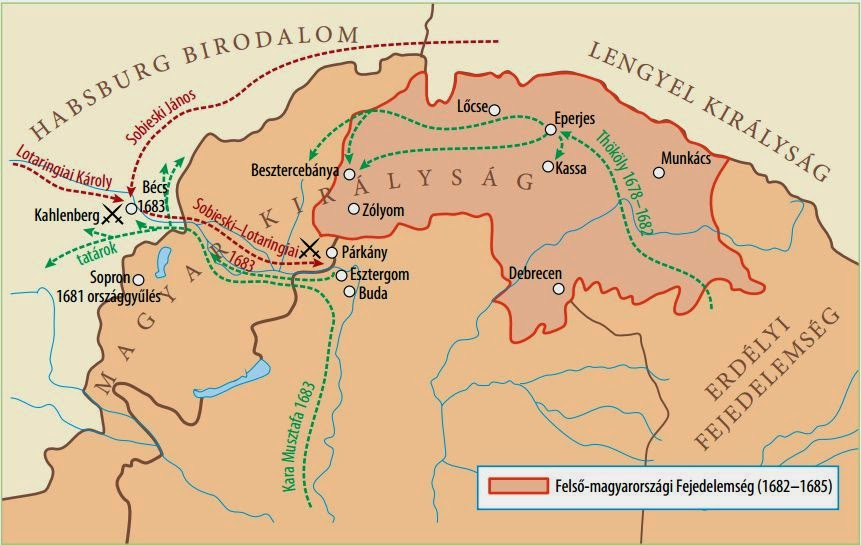 HABSBURG BIRODALOM
LENGYEL KIRÁLYSÁG
Sobieski János
Lotaringiai Károly
Bécs
1683
Kahlenberg
tatárok
Sobieski–Lotaringiai
1683
Sopron
1681 országgyűlés
MAGYAR KIRÁLYSÁG
Lőcse
Eperjes
Kassa
Munkács
Thököly 1678–1682
Besztercebánya
Zólyom
Párkány
Esztergom
Buda
Debrecen
Kara Musztafa 1683
ERDÉLYI
FEJEDELEMSÉG
Felső-magyarországi Fejedelemség (1682–1685)